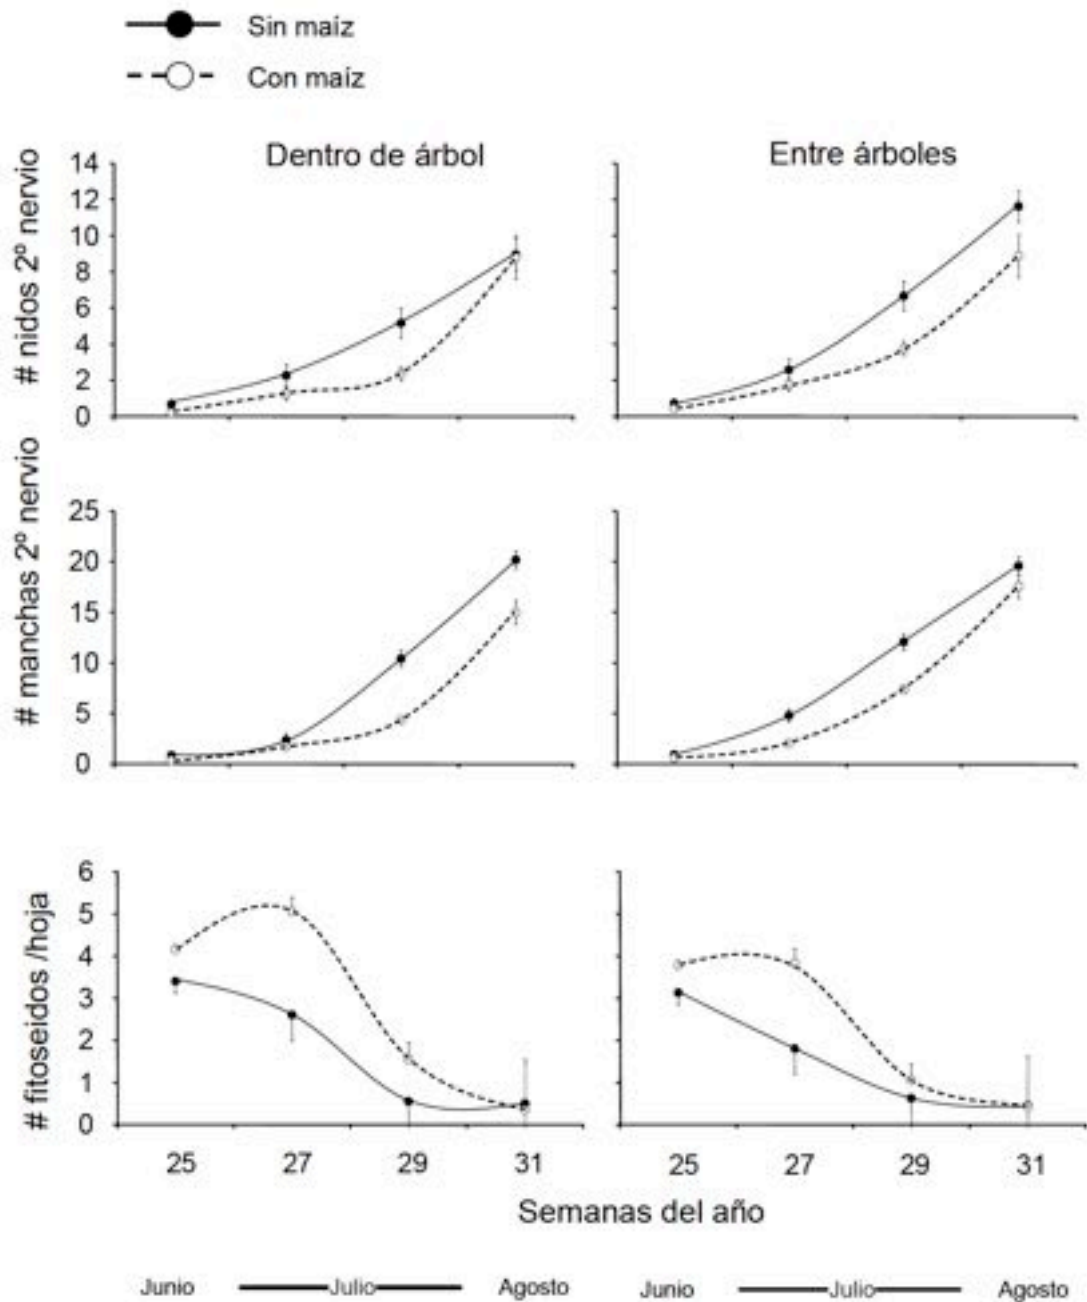 Sin maíz
Con maíz
Dentro de árbol
Entre árboles
# nidos 2º nervio
14
12
10
8
6
4
2
0
# manchas 2º nervio
25
20
15
10
5
0
# fitoseidos /hoja
6
5
4
3
2
1
0
25 27 29 31 25 27 29 31
Semanas del año
Junio Julio Agosto Junio Julio Agosto